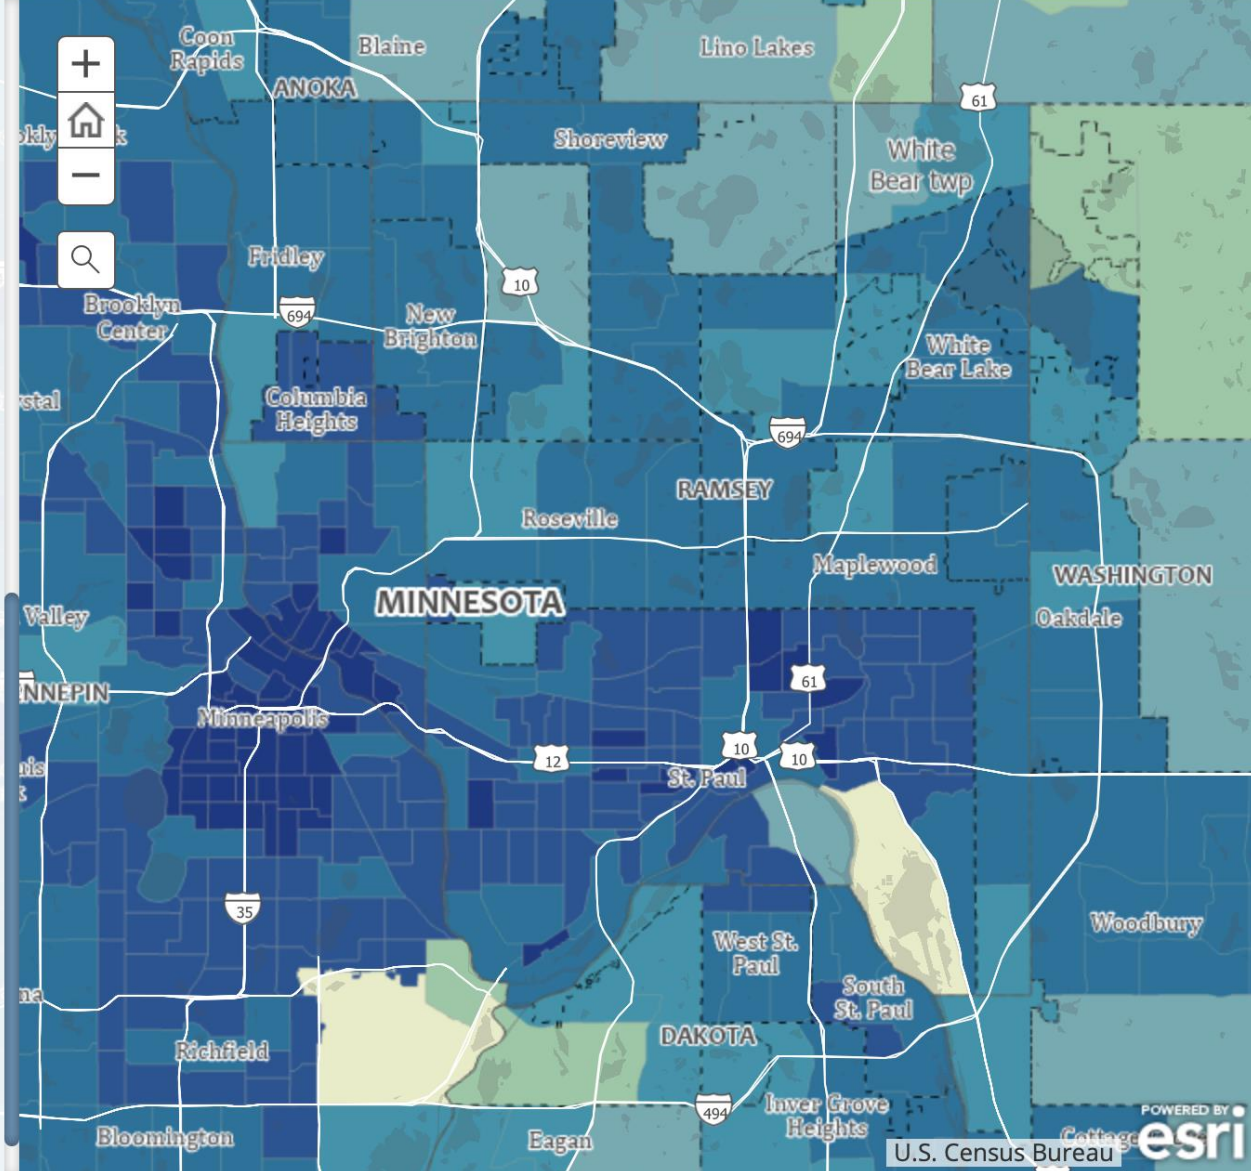 Coon
Rapids
Blaine
Lino Lakes
ANOKA
61
Shoreview
White
Bear twp
Fridley
10
Brooklyn
Center
694
New
Brighton
White
Bear Lake
Columbia
Heights
694
RAMSEY
Roseville
Maplewood
WASHINGTON
MINNESOTA
Valley
Oakdale
61
NNEPIN
Minneapolis
10
10
12
St. Paul
35
Woodbury
West St.
Paul
South
St. Paul
Richfield
DAKOTA
494
Inver Grove
Heights
Bloomington
Eagan
POWERED BY
esri
U.S. Census Bureau